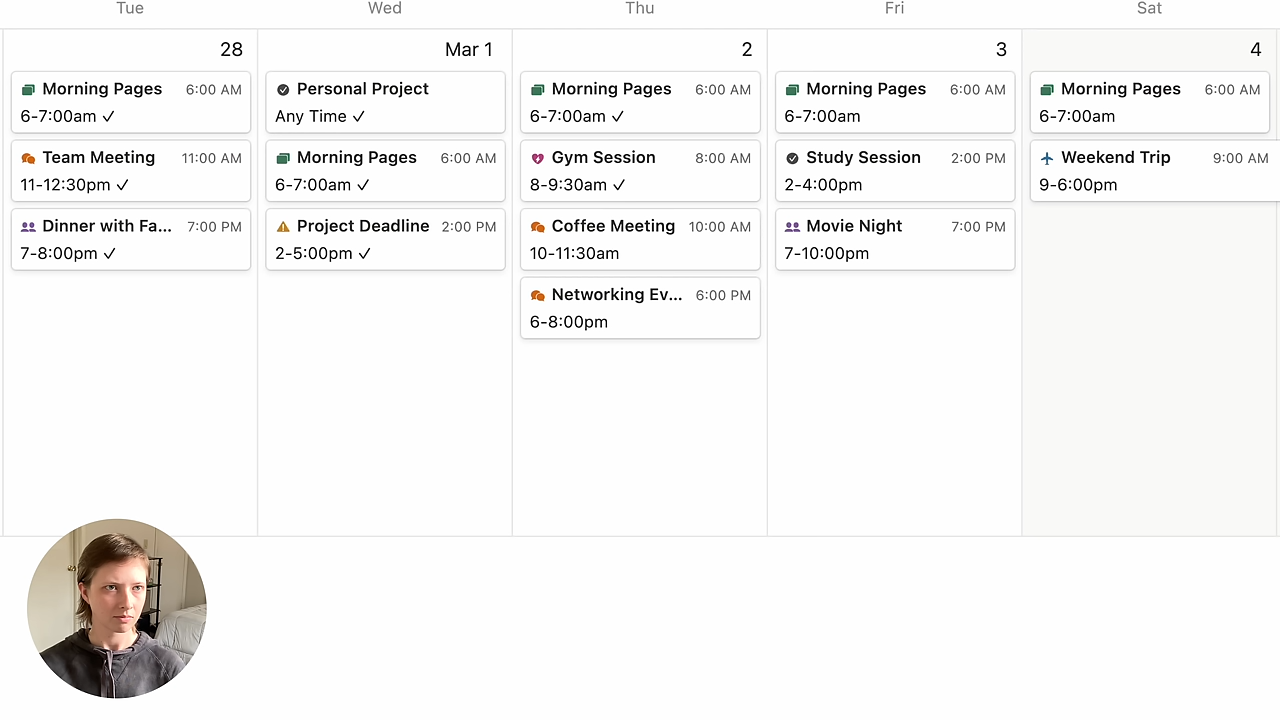 Tue Wed Thu Fri Sat
28
Morning Pages 6:00 AM
6-7:00am ✓
Team Meeting 11:00 AM
11-12:30pm ✓
Dinner with Fa... 7:00 PM
7-8:00pm ✓
Mar 1
Personal Project
Any Time ✓
Morning Pages 6:00 AM
6-7:00am ✓
Project Deadline 2:00 PM
2-5:00pm ✓
2
Morning Pages 6:00 AM
6-7:00am ✓
Gym Session 8:00 AM
8-9:30am ✓
Coffee Meeting 10:00 AM
10-11:30am
Networking Ev... 6:00 PM
6-8:00pm
3
Morning Pages 6:00 AM
6-7:00am
Study Session 2:00 PM
2-4:00pm
Movie Night 7:00 PM
7-10:00pm
4
Morning Pages 6:00 AM
6-7:00am
Weekend Trip 9:00 AM
9-6:00pm